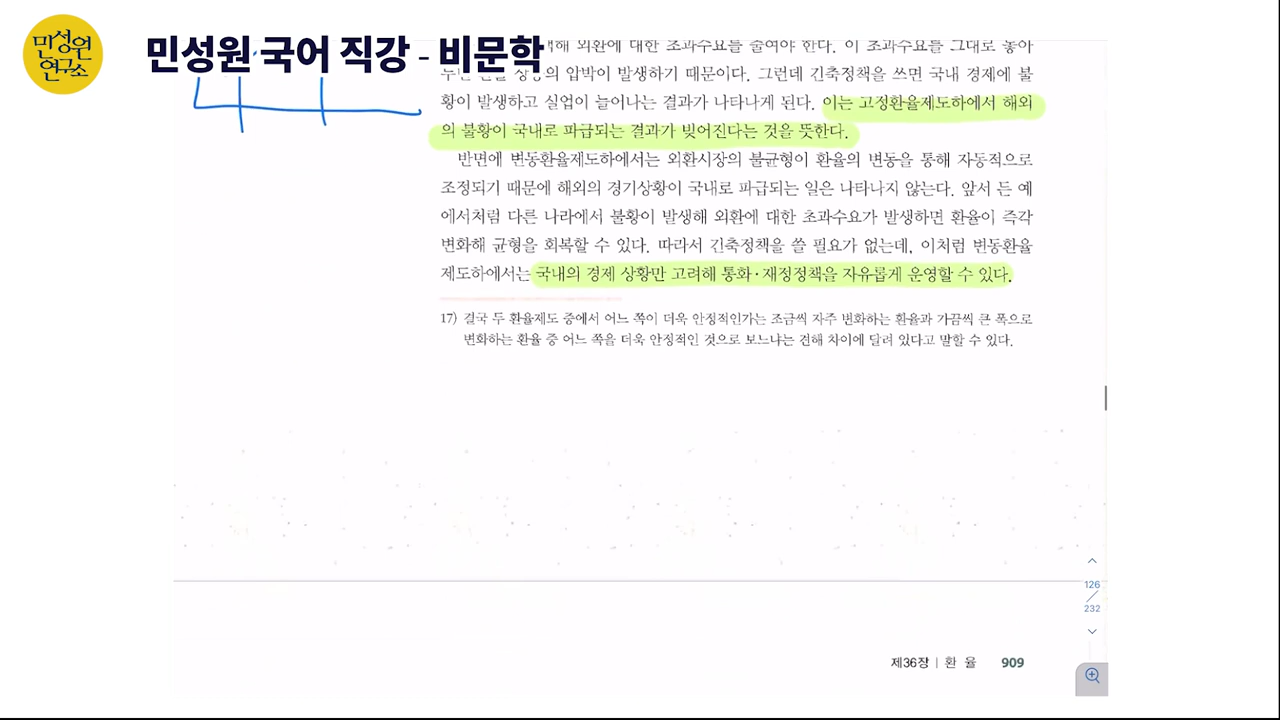 민성원
연구소
민성원 국어 직강 - 비문학
해 외환에 대한 초과수요를 줄여야 한다. 이 초과수요를 그대로 놓아
의 압박이 발생하기 때문이다. 그런데 긴축정책을 쓰면 국내 경제에 불
황이 발생하고 실업이 늘어나는 결과가 나타나게 된다. 이는 고정환율제도하에서 해외
의 불황이 국내로 파급되는 결과가 빚어진다는 것을 뜻한다.
반면에 변동환율제도하에서는 외환시장의 불균형이 환율의 변동을 통해 자동적으로
조정되기 때문에 해외의 경기상황이 국내로 파급되는 일은 나타나지 않는다. 앞서 든 예
에서처럼 다른 나라에서 불황이 발생해 외환에 대한 초과수요가 발생하면 환율이 즉각
변화해 균형을 회복할 수 있다. 따라서 긴축정책을 쓸 필요가 없는데, 이처럼 변동환율
제도하에서는 국내의 경제 상황만 고려해 통화·재정정책을 자유롭게 운영할 수 있다.
17) 결국 두 환율제도 중에서 어느 쪽이 더욱 안정적인가는 조금씩 자주 변화하는 환율과 가끔씩 큰 폭으로
변화하는 환율 중 어느 쪽을 더욱 안정적인 것으로 보느냐는 견해 차이에 달려 있다고 말할 수 있다.
126
232
제36장 | 환 율 909